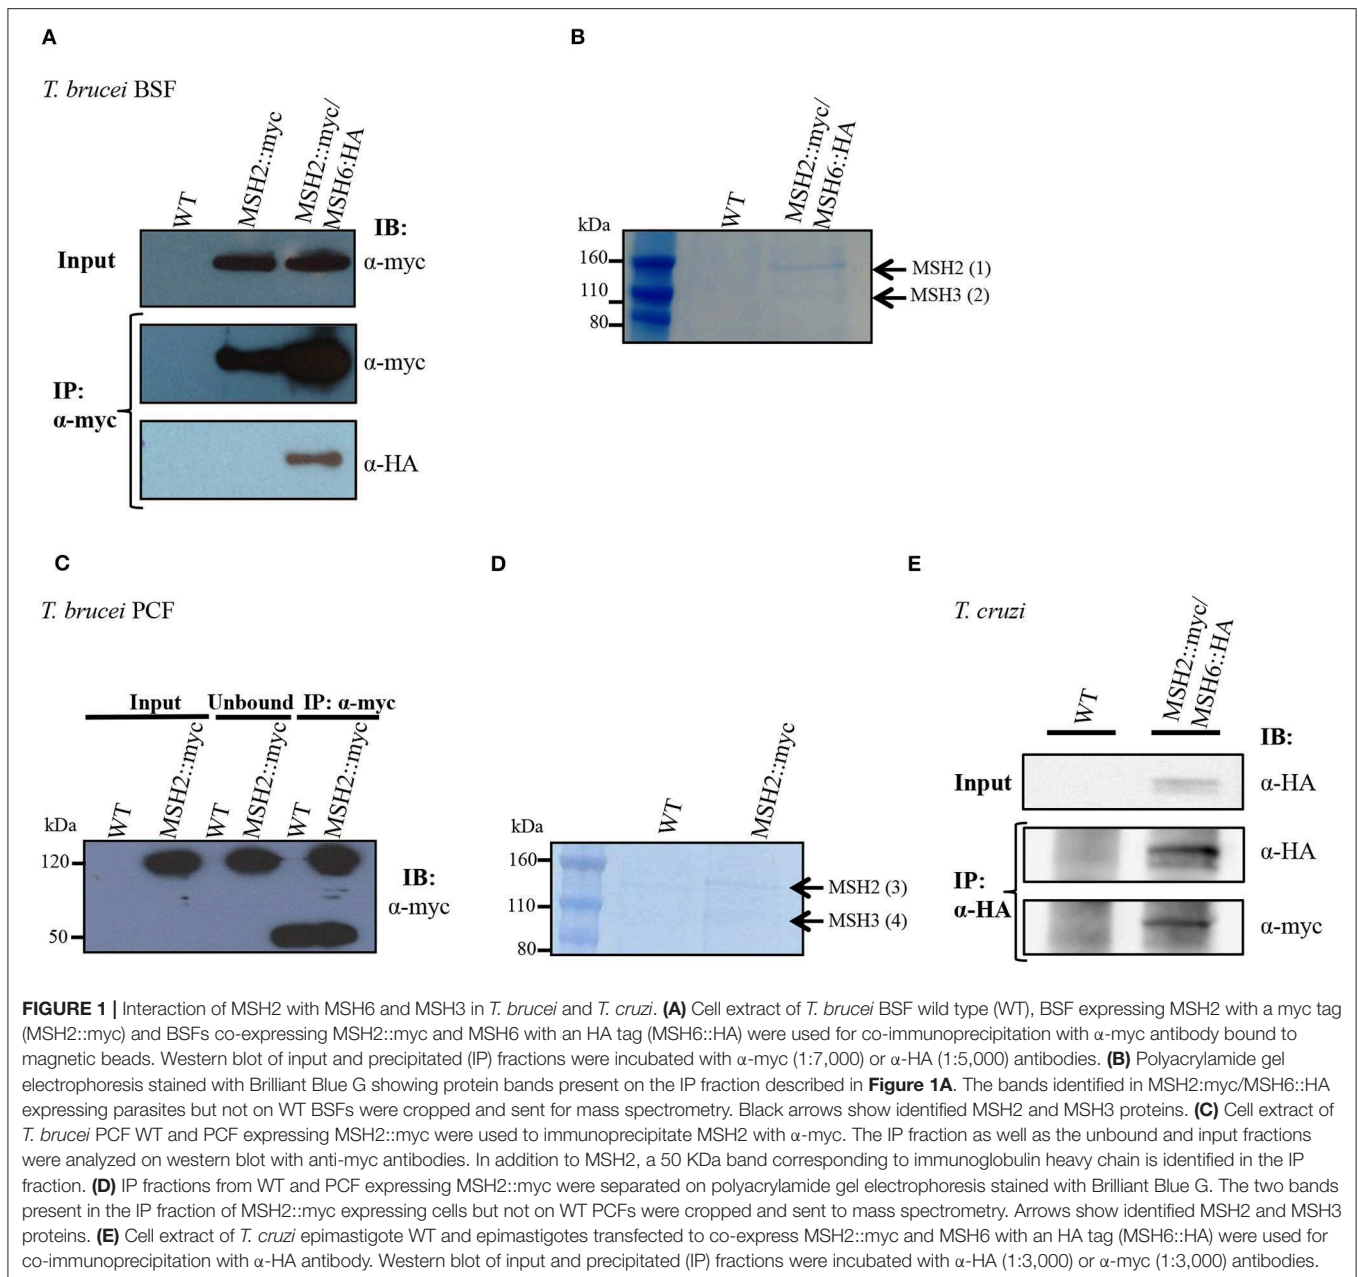 A
T. brucei BSF
WT
MSH2::myc
MSH2::myc/
MSH6:HA
IB:
Input
α-myc
IP:
α-myc
α-myc
α-HA
B
WT
MSH2::myc/
MSH6::HA
kDa
160
110
80
MSH2 (1)
MSH3 (2)
C
T. brucei PCF
Input
Unbound
IP: α-myc
WT
MSH2::myc
WT
MSH2::myc
WT
MSH2::myc
kDa
120
50
IB:
α-myc
D
WT
MSH2::myc
kDa
160
110
80
MSH2 (3)
MSH3 (4)
E
T. cruzi
WT
MSH2::myc/
MSH6::HA
IB:
Input
α-HA
IP:
α-HA
α-HA
α-myc
FIGURE 1 | Interaction of MSH2 with MSH6 and MSH3 in T. brucei and T. cruzi. (A) Cell extract of T. brucei BSF wild type (WT), BSF expressing MSH2 with a myc tag
(MSH2::myc) and BSFs co-expressing MSH2::myc and MSH6 with an HA tag (MSH6::HA) were used for co-immunoprecipitation with α-myc antibody bound to
magnetic beads. Western blot of input and precipitated (IP) fractions were incubated with α-myc (1:7,000) or α-HA (1:5,000) antibodies. (B) Polyacrylamide gel
electrophoresis stained with Brilliant Blue G showing protein bands present on the IP fraction described in Figure 1A. The bands identified in MSH2:myc/MSH6::HA
expressing parasites but not on WT BSFs were cropped and sent for mass spectrometry. Black arrows show identified MSH2 and MSH3 proteins. (C) Cell extract of
T. brucei PCF WT and PCF expressing MSH2::myc were used to immunoprecipitate MSH2 with α-myc. The IP fraction as well as the unbound and input fractions
were analyzed on western blot with anti-myc antibodies. In addition to MSH2, a 50 KDa band corresponding to immunoglobulin heavy chain is identified in the IP
fraction. (D) IP fractions from WT and PCF expressing MSH2::myc were separated on polyacrylamide gel electrophoresis stained with Brilliant Blue G. The two bands
present in the IP fraction of MSH2::myc expressing cells but not on WT PCFs were cropped and sent to mass spectrometry. Arrows show identified MSH2 and MSH3
proteins. (E) Cell extract of T. cruzi epimastigote WT and epimastigotes transfected to co-express MSH2::myc and MSH6 with an HA tag (MSH6::HA) were used for
co-immunoprecipitation with α-HA antibody. Western blot of input and precipitated (IP) fractions were incubated with α-HA (1:3,000) or α-myc (1:3,000) antibodies.